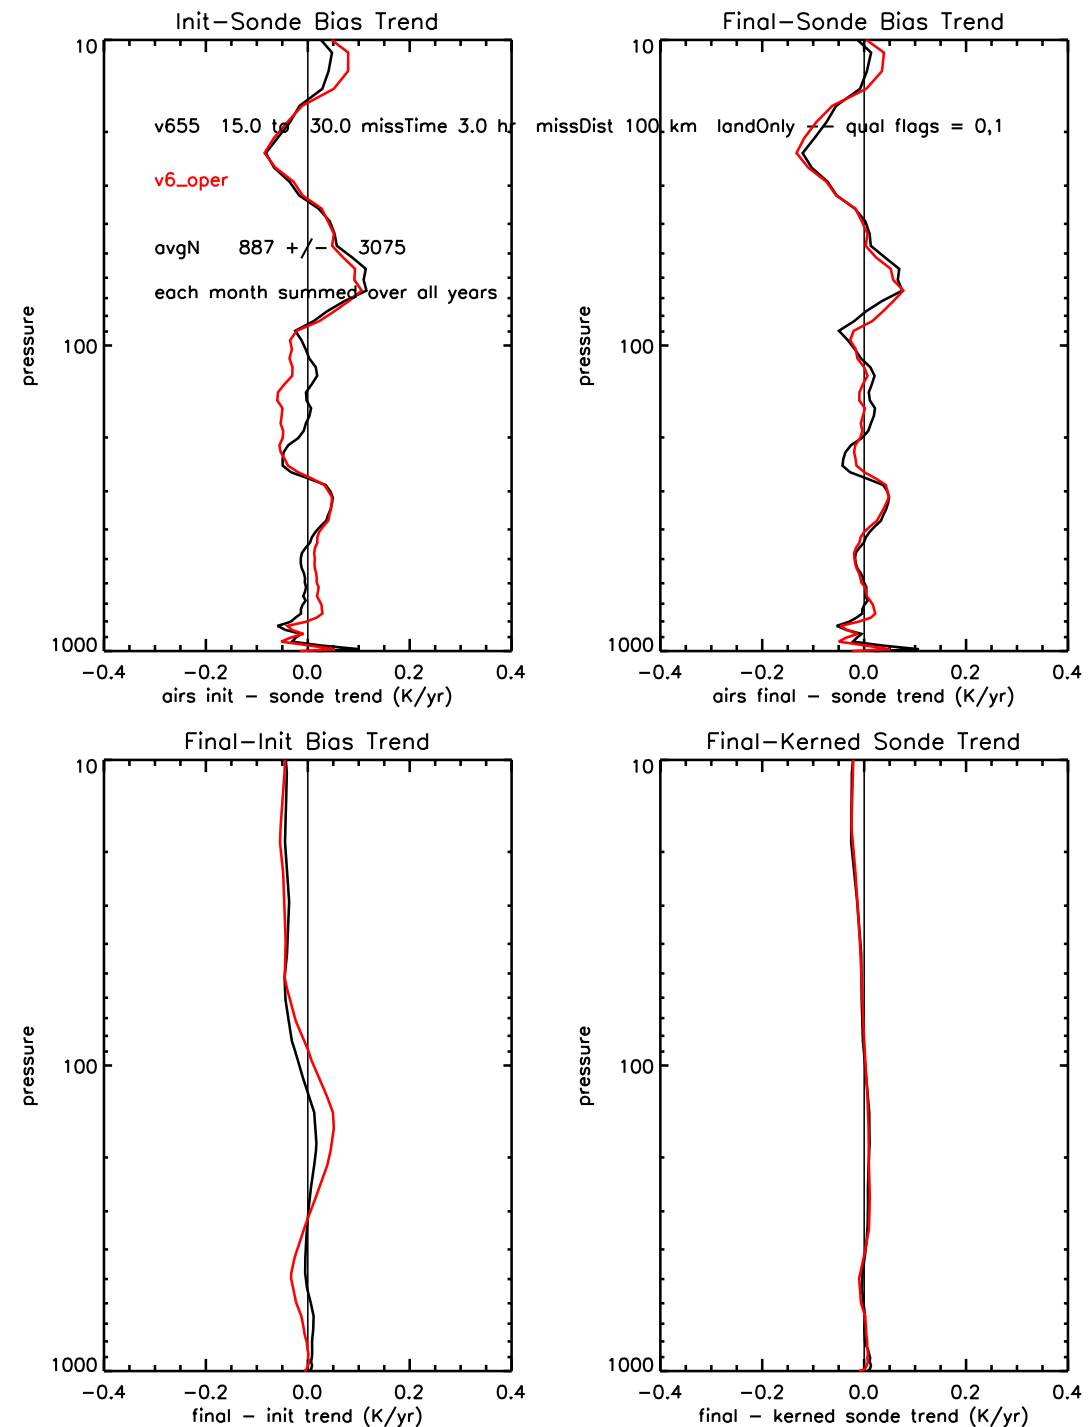 Init-Sonde Bias Trend
Final-Sonde Bias Trend
10
v655 15.0 to 30.0 missTime 3.0 hr missDist 100 km landOnly -- qual flags = 0,1
v6_oper
avgN 887 +/- 3075
each month summed over all years
pressure
100
1000
-0.4 -0.2 0.0 0.2 0.4
airs init - sonde trend (K/yr)
10
pressure
100
1000
-0.4 -0.2 0.0 0.2 0.4
airs final - sonde trend (K/yr)
Final-Init Bias Trend
10
pressure
100
1000
-0.4 -0.2 0.0 0.2 0.4
final - init trend (K/yr)
Final-Kerned Sonde Trend
10
pressure
100
1000
-0.4 -0.2 0.0 0.2 0.4
final - kerned sonde trend (K/yr)